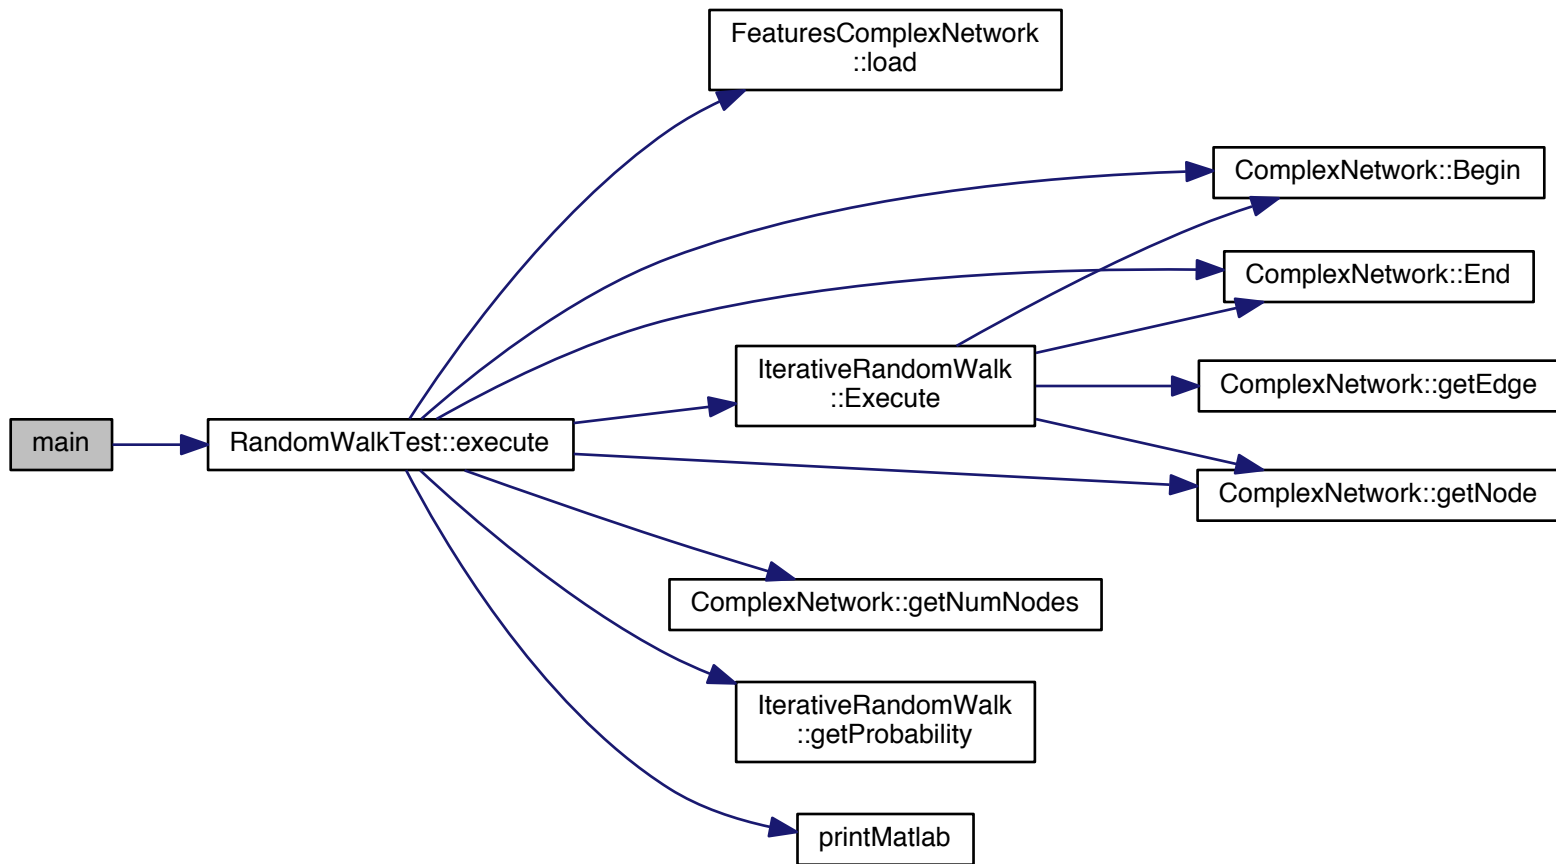 FeaturesComplexNetwork
::load
ComplexNetwork::Begin
ComplexNetwork::End
IterativeRandomWalk
::Execute
ComplexNetwork::getEdge
main
RandomWalkTest::execute
ComplexNetwork::getNode
ComplexNetwork::getNumNodes
IterativeRandomWalk
::getProbability
printMatlab